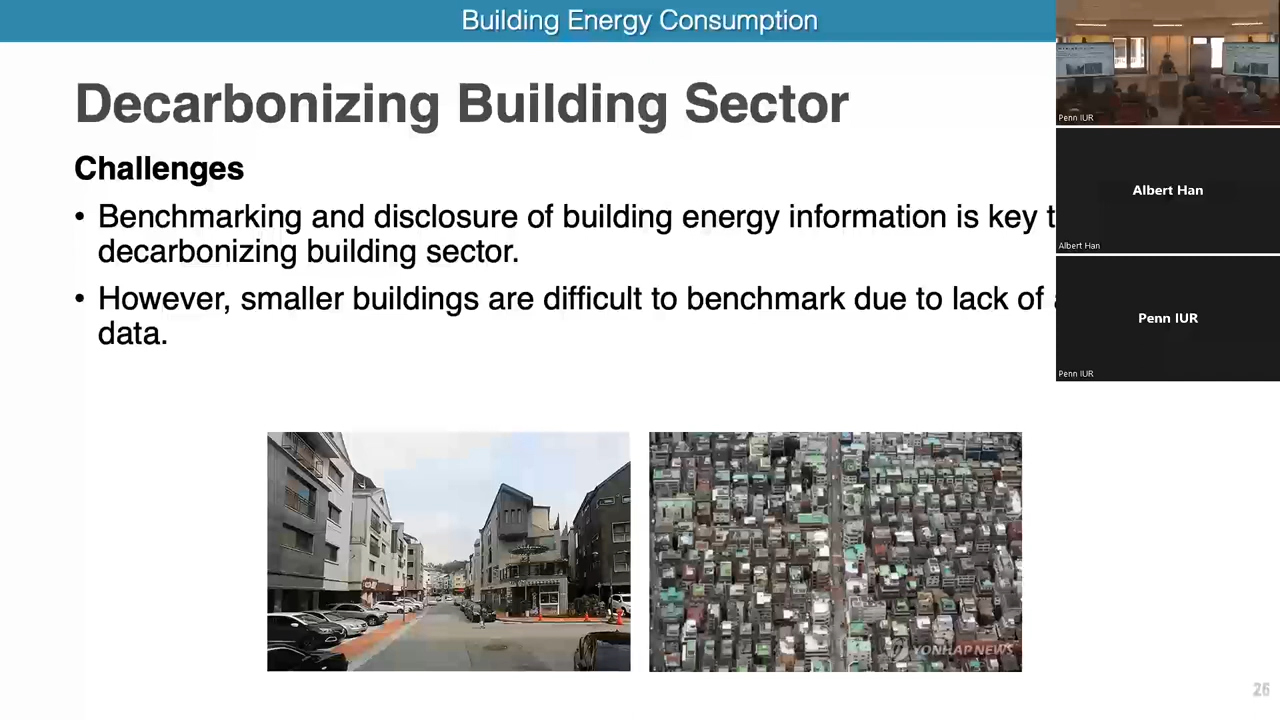 Building Energy Consumption
Decarbonizing Building Sector
Challenges
• Benchmarking and disclosure of building energy information is key
decarbonizing building sector.
• However, smaller buildings are difficult to benchmark due to lack of
data.
YONHAP NEWS
26
Penn IUR
Albert Han
Albert Han
Penn IUR
Penn IUR